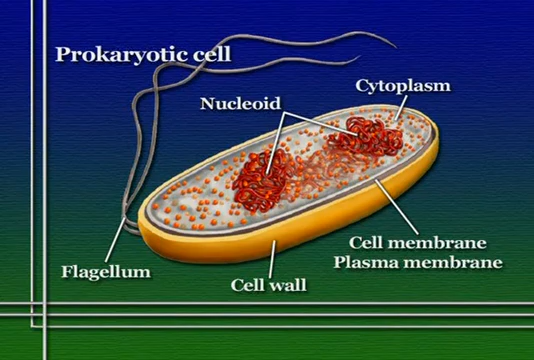 Prokaryotic cell
Cytoplasm
Nucleoid
Cell membrane
Plasma membrane
Flagellum
Cell wall